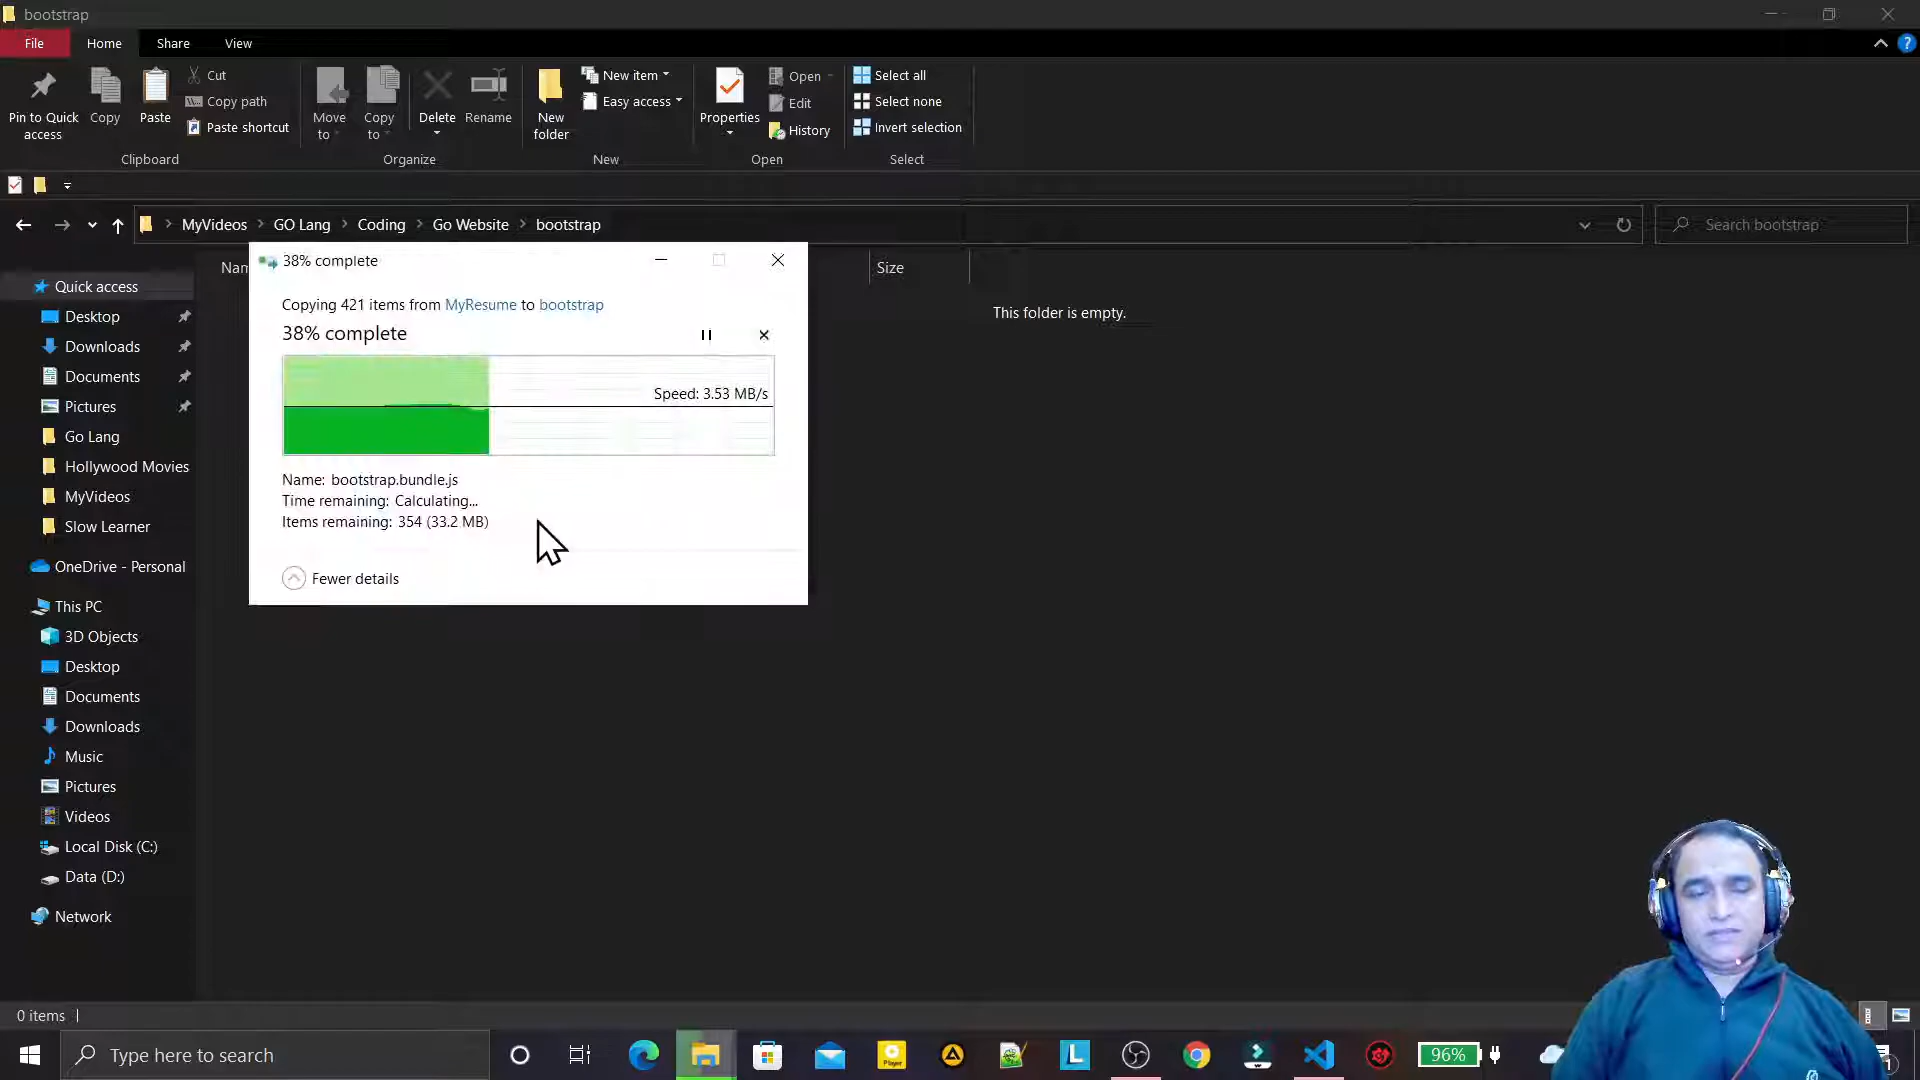 bootstrap
File Home Share View
Pin to Quick access
Copy
Paste
Cut
Copy path
Paste shortcut
Clipboard
Move to
Copy to
Delete
Rename
Organize
New folder
New item
Easy access
New
Properties
Open
Edit
History
Open
Select all
Select none
Invert selection
Select
MyVideos GO Lang Coding Go Website bootstrap
Search bootstrap
Nam
Size
This folder is empty.
38% complete
Copying 421 items from MyResume to bootstrap
38% complete
Speed: 3.53 MB/s
Name: bootstrap.bundle.js
Time remaining: Calculating...
Items remaining: 354 (33.2 MB)
Fewer details
Quick access
Desktop
Downloads
Documents
Pictures
Go Lang
Hollywood Movies
MyVideos
Slow Learner
OneDrive - Personal
This PC
3D Objects
Desktop
Documents
Downloads
Music
Pictures
Videos
Local Disk (C:)
Data (D:)
Network
0 items
Type here to search
Player
L
96%
1